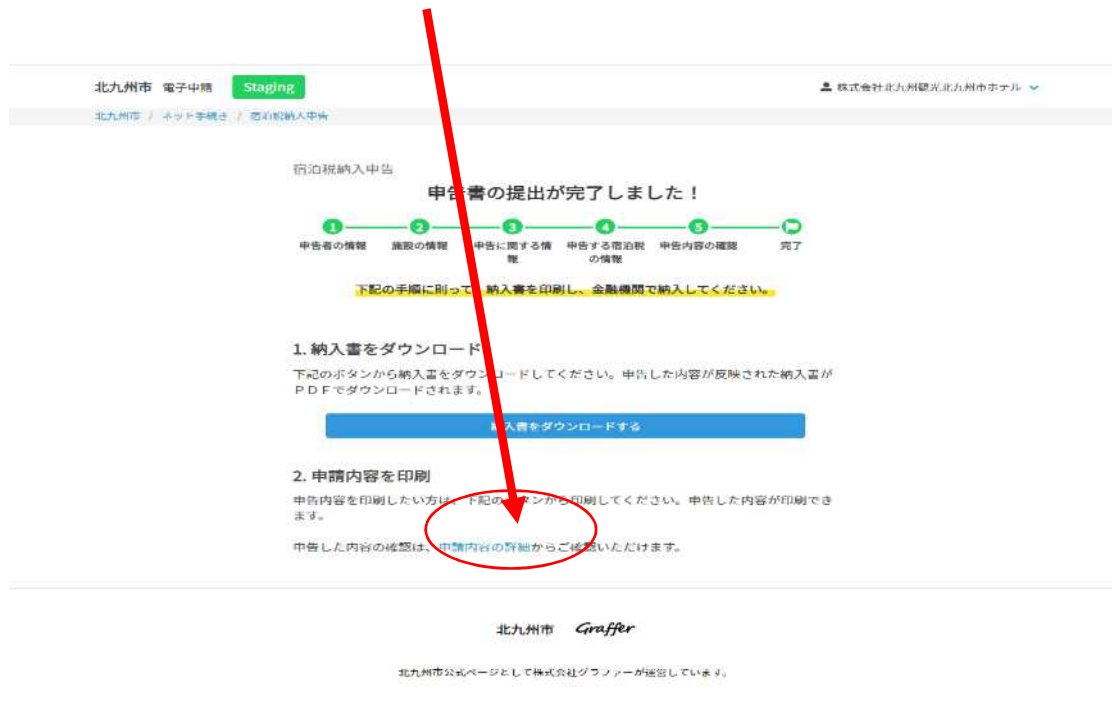 北九州市 電子申請 Staging
株式会社北九州観光北九州市ホテル
北九州市 / ネット手続き / 宿泊税納入申告
宿泊税納入申告
申告書の提出が完了しました！
1 2 3 4 5
申告者の情報 施設の情報 申告に関する情報 申告する宿泊税の情報 申告内容の確認 完了
下記の手順に則って、納入書を印刷し、金融機関で納入してください。
1. 納入書をダウンロード
下記のボタンから納入書をダウンロードしてください。申告した内容が反映された納入書が
ＰＤＦでダウンロードされます。
納入書をダウンロードする
2. 申請内容を印刷
申告内容を印刷したい方は、下記のボタンから印刷してください。申告した内容が印刷でき
ます。
申告した内容の確認は、申請内容の詳細からご確認いただけます。
北九州市 Graffer
北九州市公式ページとして株式会社グラファーが運営しています。